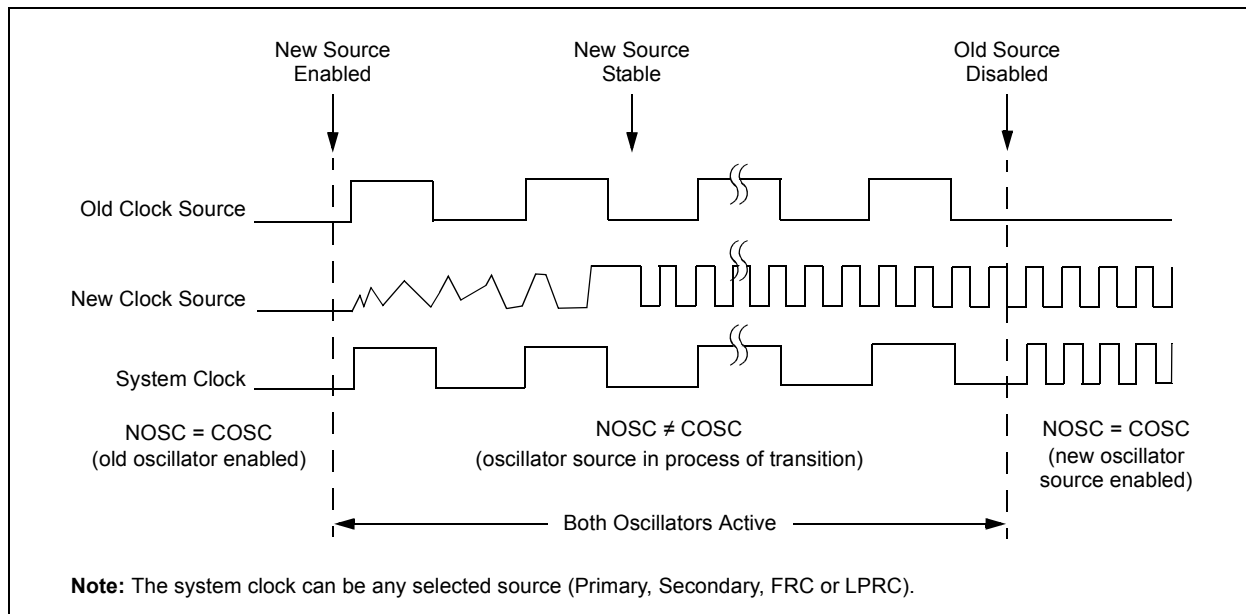 New Source
Enabled
New Source
Stable
Old Source
Disabled
Old Clock Source
New Clock Source
System Clock
NOSC = COSC
(old oscillator enabled)
NOSC ≠ COSC
(oscillator source in process of transition)
NOSC = COSC
(new oscillator
source enabled)
Both Oscillators Active
Note: The system clock can be any selected source (Primary, Secondary, FRC or LPRC).